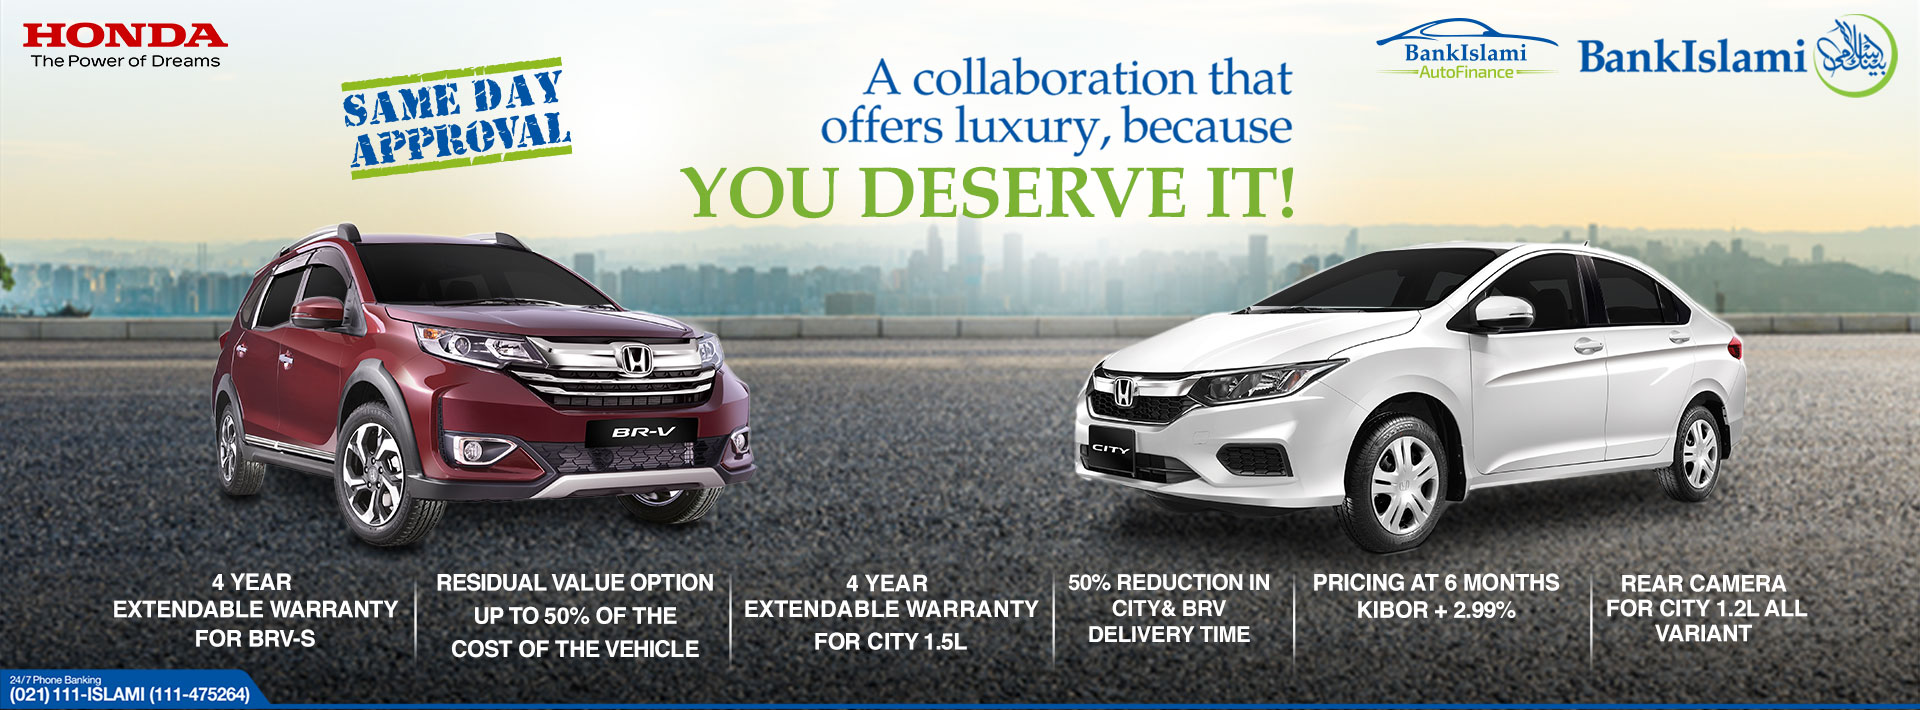 HONDA
The Power of Dreams
SAME DAY
APPROVAL
A collaboration that
offers luxury, because
YOU DESERVE IT!
BankIslami
AutoFinance
BankIslami
بینک اسلامی
BR-V
CITY
4 YEAR
EXTENDABLE WARRANTY
FOR BRV-S
RESIDUAL VALUE OPTION
UP TO 50% OF THE
COST OF THE VEHICLE
4 YEAR
EXTENDABLE WARRANTY
FOR CITY 1.5L
50% REDUCTION IN
CITY& BRV
DELIVERY TIME
PRICING AT 6 MONTHS
KIBOR + 2.99%
REAR CAMERA
FOR CITY 1.2L ALL
VARIANT
24/7 Phone Banking
(021) 111-ISLAMI (111-475264)